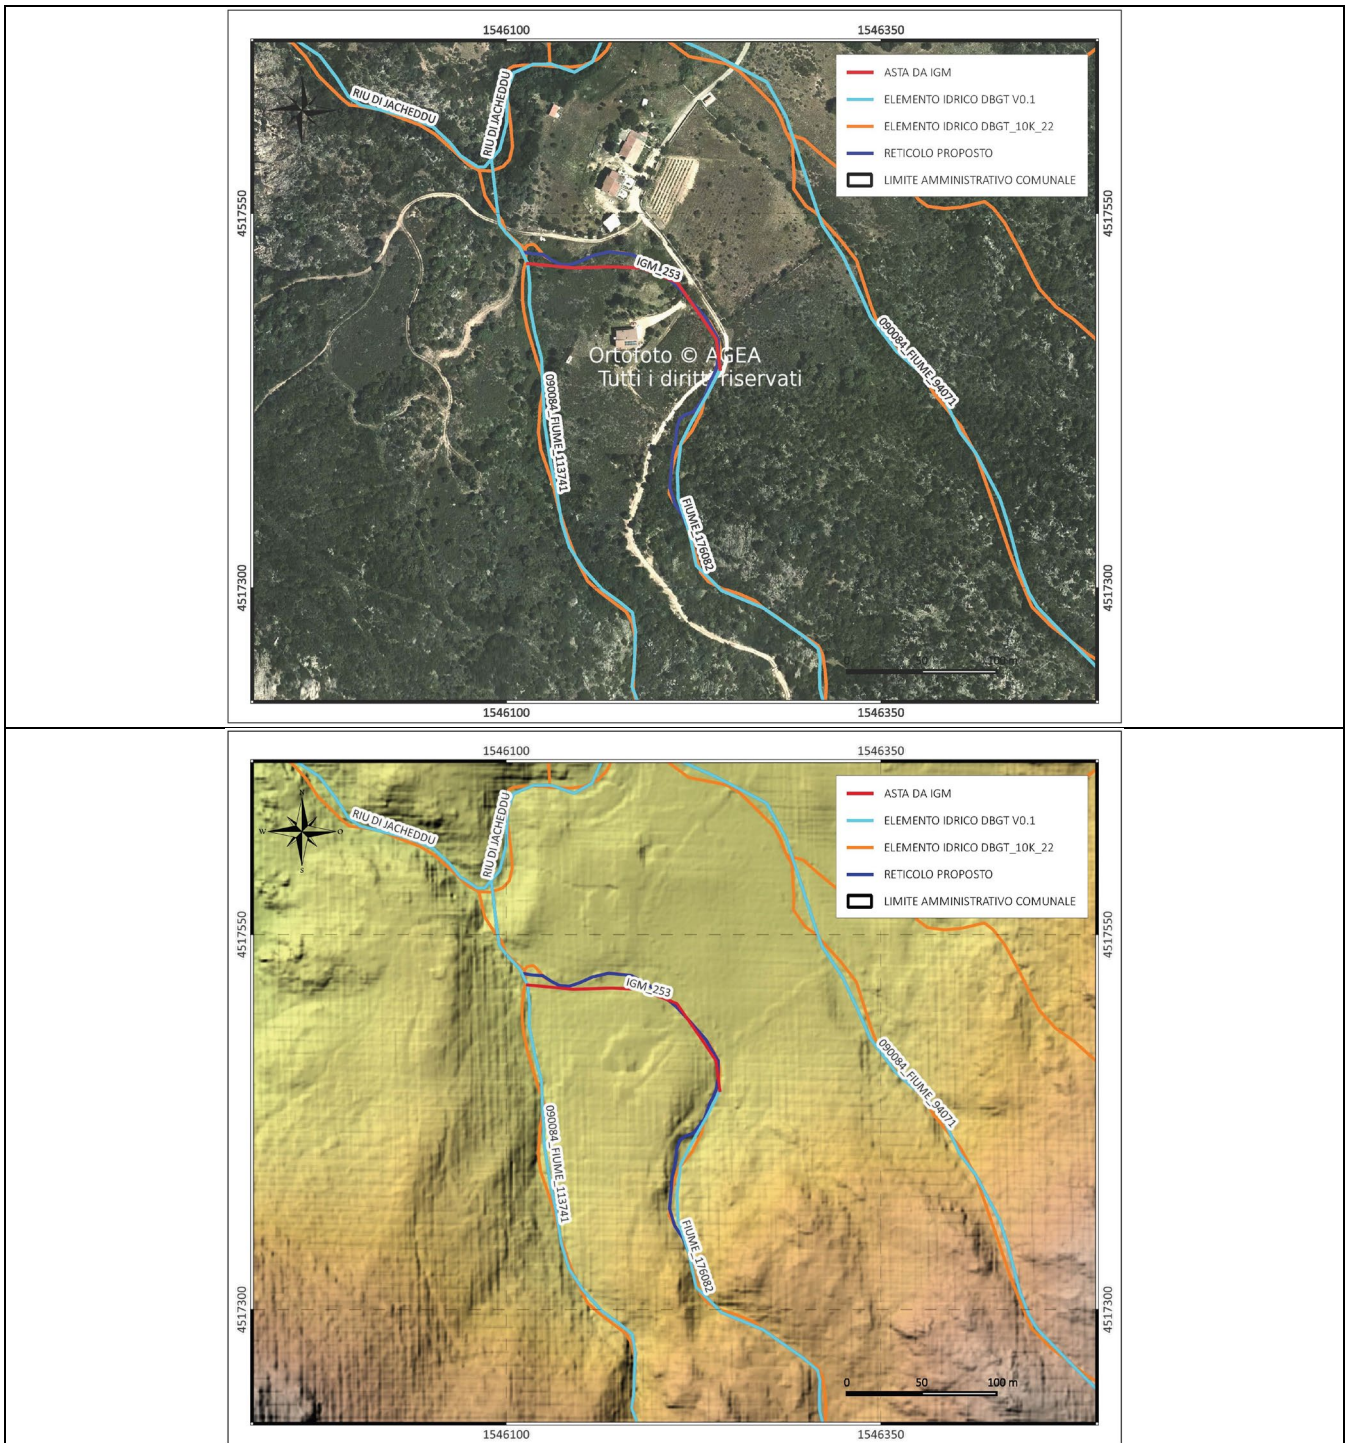 1546100 1546350
ASTA DA IGM
ELEMENTO IDRICO DBGT V0.1
ELEMENTO IDRICO DBGT_10K_22
RETICOLO PROPOSTO
LIMITE AMMINISTRATIVO COMUNALE
RIU DI JACHEDDU
RIU DI JACHEDDU
4517550 4517550
IGM_253
090084_FIUME_94071
Ortofoto © AGEA
Tutti i diritti riservati
090084_FIUME_113741
FIUME_176082
4517300 4517300
0 50 100 m
1546100 1546350
1546100 1546350
ASTA DA IGM
ELEMENTO IDRICO DBGT V0.1
ELEMENTO IDRICO DBGT_10K_22
RETICOLO PROPOSTO
LIMITE AMMINISTRATIVO COMUNALE
N
W O
S
RIU DI JACHEDDU
RIU DI JACHEDDU
4517550 4517550
IGM_253
090084_FIUME_94071
090084_FIUME_113741
FIUME_176082
4517300 4517300
0 50 100 m
1546100 1546350